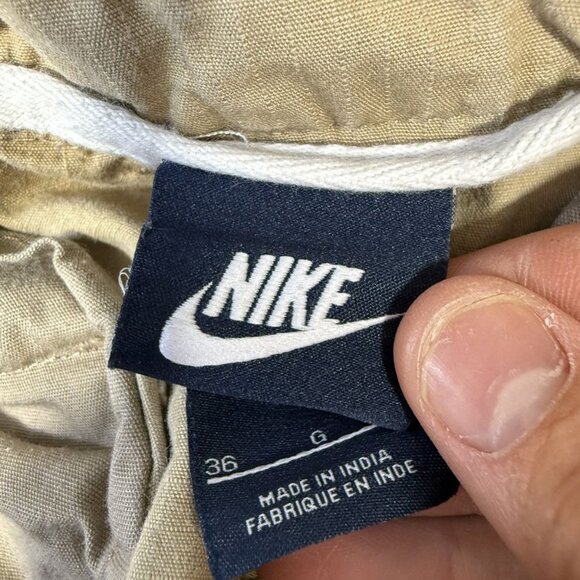 NIKE
36 G
MADE IN INDIA
FABRIQUE EN INDE